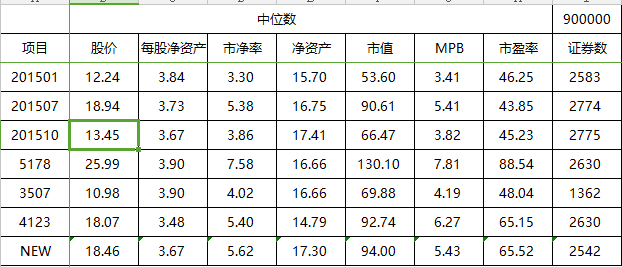 中位数 900000
项目 股价 每股净资产 市净率 净资产 市值 MPB 市盈率 证券数
201501 12.24 3.84 3.30 15.70 53.60 3.41 46.25 2583
201507 18.94 3.73 5.38 16.75 90.61 5.41 43.85 2774
201510 13.45 3.67 3.86 17.41 66.47 3.82 45.23 2775
5178 25.99 3.90 7.58 16.66 130.10 7.81 88.54 2630
3507 10.98 3.90 4.02 16.66 69.88 4.19 48.04 1362
4123 18.07 3.48 5.40 14.79 92.74 6.27 65.15 2630
NEW 18.46 3.67 5.62 17.30 94.00 5.43 65.52 2542